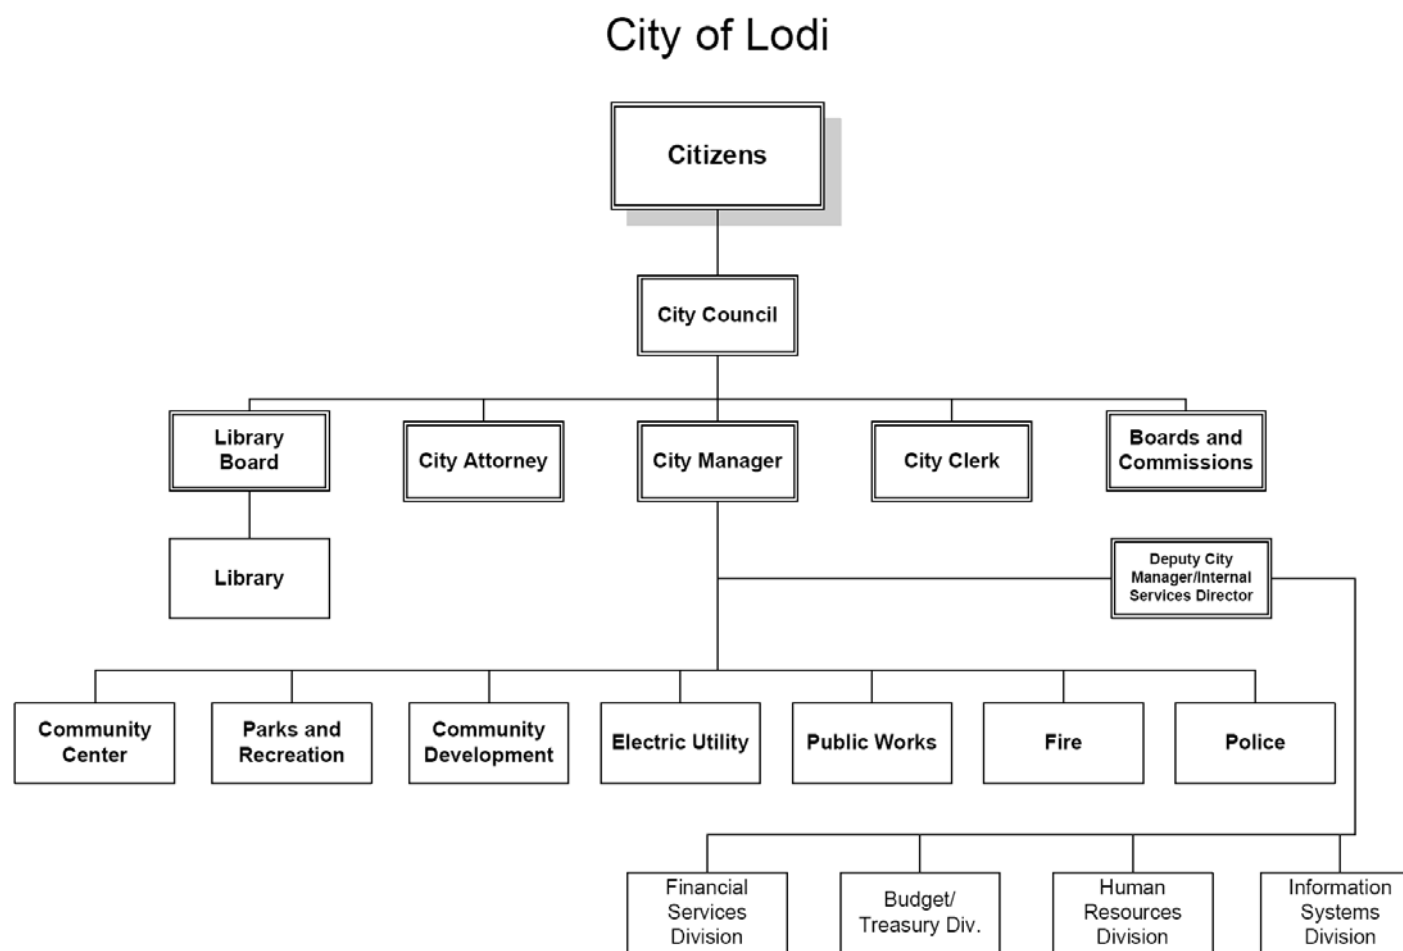 City of Lodi
Citizens
City Council
Library
Board
City Attorney
City Manager
City Clerk
Boards and
Commissions
Library
Deputy City
Manager/Internal
Services Director
Community
Center
Parks and
Recreation
Community
Development
Electric Utility
Public Works
Fire
Police
Financial
Services
Division
Budget/
Treasury Div.
Human
Resources
Division
Information
Systems
Division